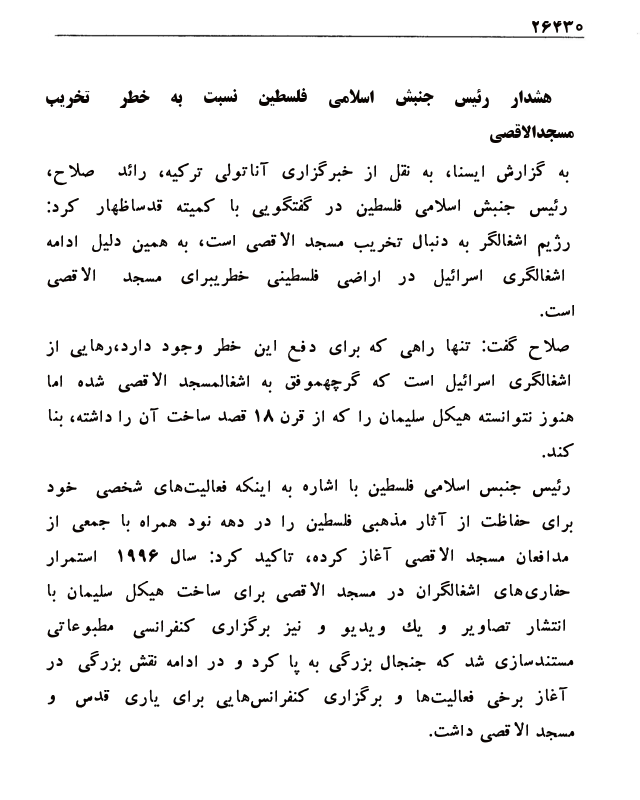 ۲۶۴۳۰
هشدار رئیس جنبش اسلامی فلسطین نسبت به خطر تخریب
مسجدالاقصی
به گزارش ایسنا، به نقل از خبرگزاری آناتولی ترکیه، رائد صلاح،
رئیس جنبش اسلامی فلسطین در گفتگویی با کمیته قدساظهار کرد:
رژیم اشغالگر به دنبال تخریب مسجد الاقصی است، به همین دلیل ادامه
اشغالگری اسرائیل در اراضی فلسطینی خطریبرای مسجد الاقصی
است.
صلاح گفت: تنها راهی که برای دفع این خطر وجود دارد،رهایی از
اشغالگری اسرائیل است که گرچهموفق به اشغالمسجد الاقصی شده اما
هنوز نتوانسته هیکل سلیمان را که از قرن ۱۸ قصد ساخت آن را داشته، بنا
کند.
رئیس جنبس اسلامی فلسطین با اشاره به اینکه فعالیت‌های شخصی خود
برای حفاظت از آثار مذهبی فلسطین را در دهه نود همراه با جمعی از
مدافعان مسجد الاقصی آغاز کرده، تاکید کرد: سال ۱۹۹۶ استمرار
حفاری‌های اشغالگران در مسجد الاقصی برای ساخت هیکل سلیمان با
انتشار تصاویر و یك ویدیو و نیز برگزاری کنفرانسی مطبوعاتی
مستندسازی شد که جنجال بزرگی به پا کرد و در ادامه نقش بزرگی در
آغاز برخی فعالیت‌ها و برگزاری کنفرانس‌هایی برای یاری قدس و
مسجد الاقصی داشت.